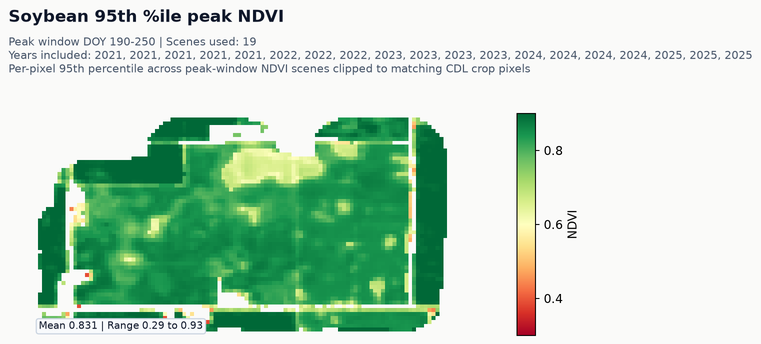 Soybean 95th %ile peak NDVI
Peak window DOY 190-250 | Scenes used: 19
Years included: 2021, 2021, 2021, 2021, 2021, 2022, 2022, 2022, 2023, 2023, 2023, 2023, 2024, 2024, 2024, 2024, 2025, 2025, 2025
Per-pixel 95th percentile across peak-window NDVI scenes clipped to matching CDL crop pixels
0.8
0.6
0.4
NDVI
Mean 0.831 | Range 0.29 to 0.93